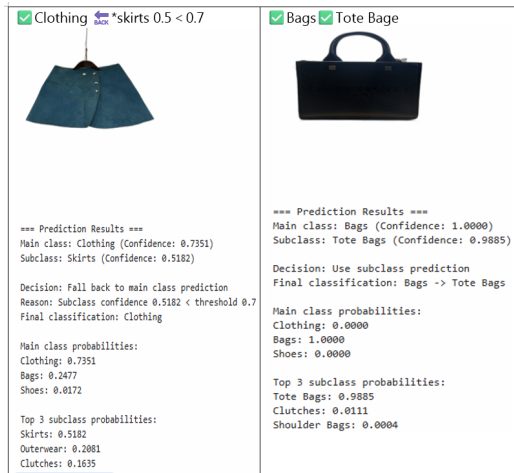 ✅ Clothing 🔙 *skirts 0.5 < 0.7
=== Prediction Results ===
Main class: Clothing (Confidence: 0.7351)
Subclass: Skirts (Confidence: 0.5182)
Decision: Fall back to main class prediction
Reason: Subclass confidence 0.5182 < threshold 0.7
Final classification: Clothing
Main class probabilities:
Clothing: 0.7351
Bags: 0.2477
Shoes: 0.0172
Top 3 subclass probabilities:
Skirts: 0.5182
Outerwear: 0.2081
Clutches: 0.1635
✅ Bags ✅ Tote Bage
=== Prediction Results ===
Main class: Bags (Confidence: 1.0000)
Subclass: Tote Bags (Confidence: 0.9885)
Decision: Use subclass prediction
Final classification: Bags -> Tote Bags
Main class probabilities:
Clothing: 0.0000
Bags: 1.0000
Shoes: 0.0000
Top 3 subclass probabilities:
Tote Bags: 0.9885
Clutches: 0.0111
Shoulder Bags: 0.0004